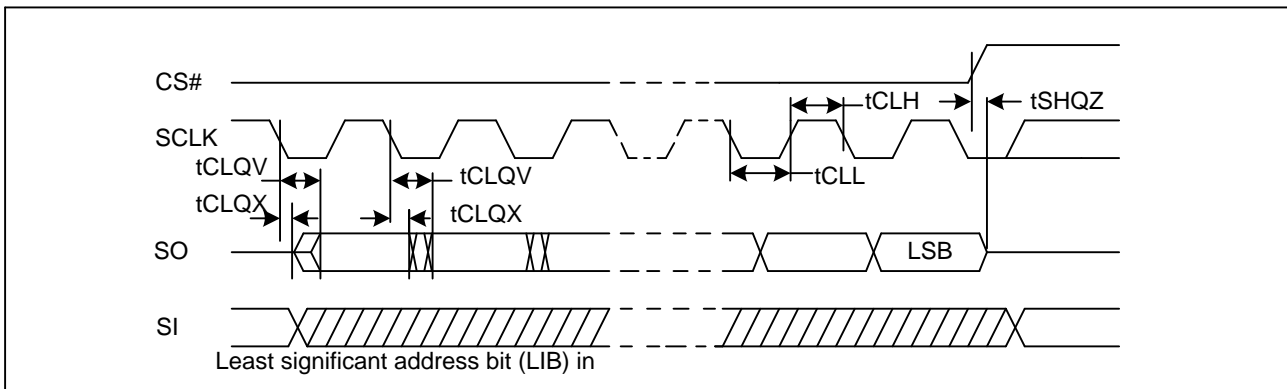 CS#
tCLH
tSHQZ
SCLK
tCLQV
tCLQV
tCLL
tCLQX
tCLQX
SO
LSB
SI
Least significant address bit (LIB) in